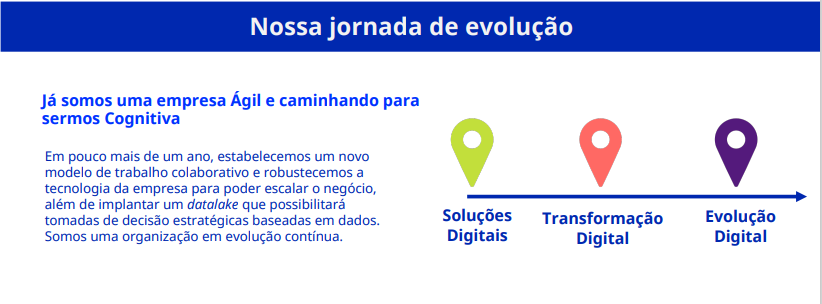 Nossa jornada de evolução
Já somos uma empresa Ágil e caminhando para
sermos Cognitiva
Em pouco mais de um ano, estabelecemos um novo
modelo de trabalho colaborativo e robustecemos a
tecnologia da empresa para poder escalar o negócio,
além de implantar um datalake que possibilitará
tomadas de decisão estratégicas baseadas em dados.
Somos uma organização em evolução contínua.
Soluções
Digitais
Transformação
Digital
Evolução
Digital